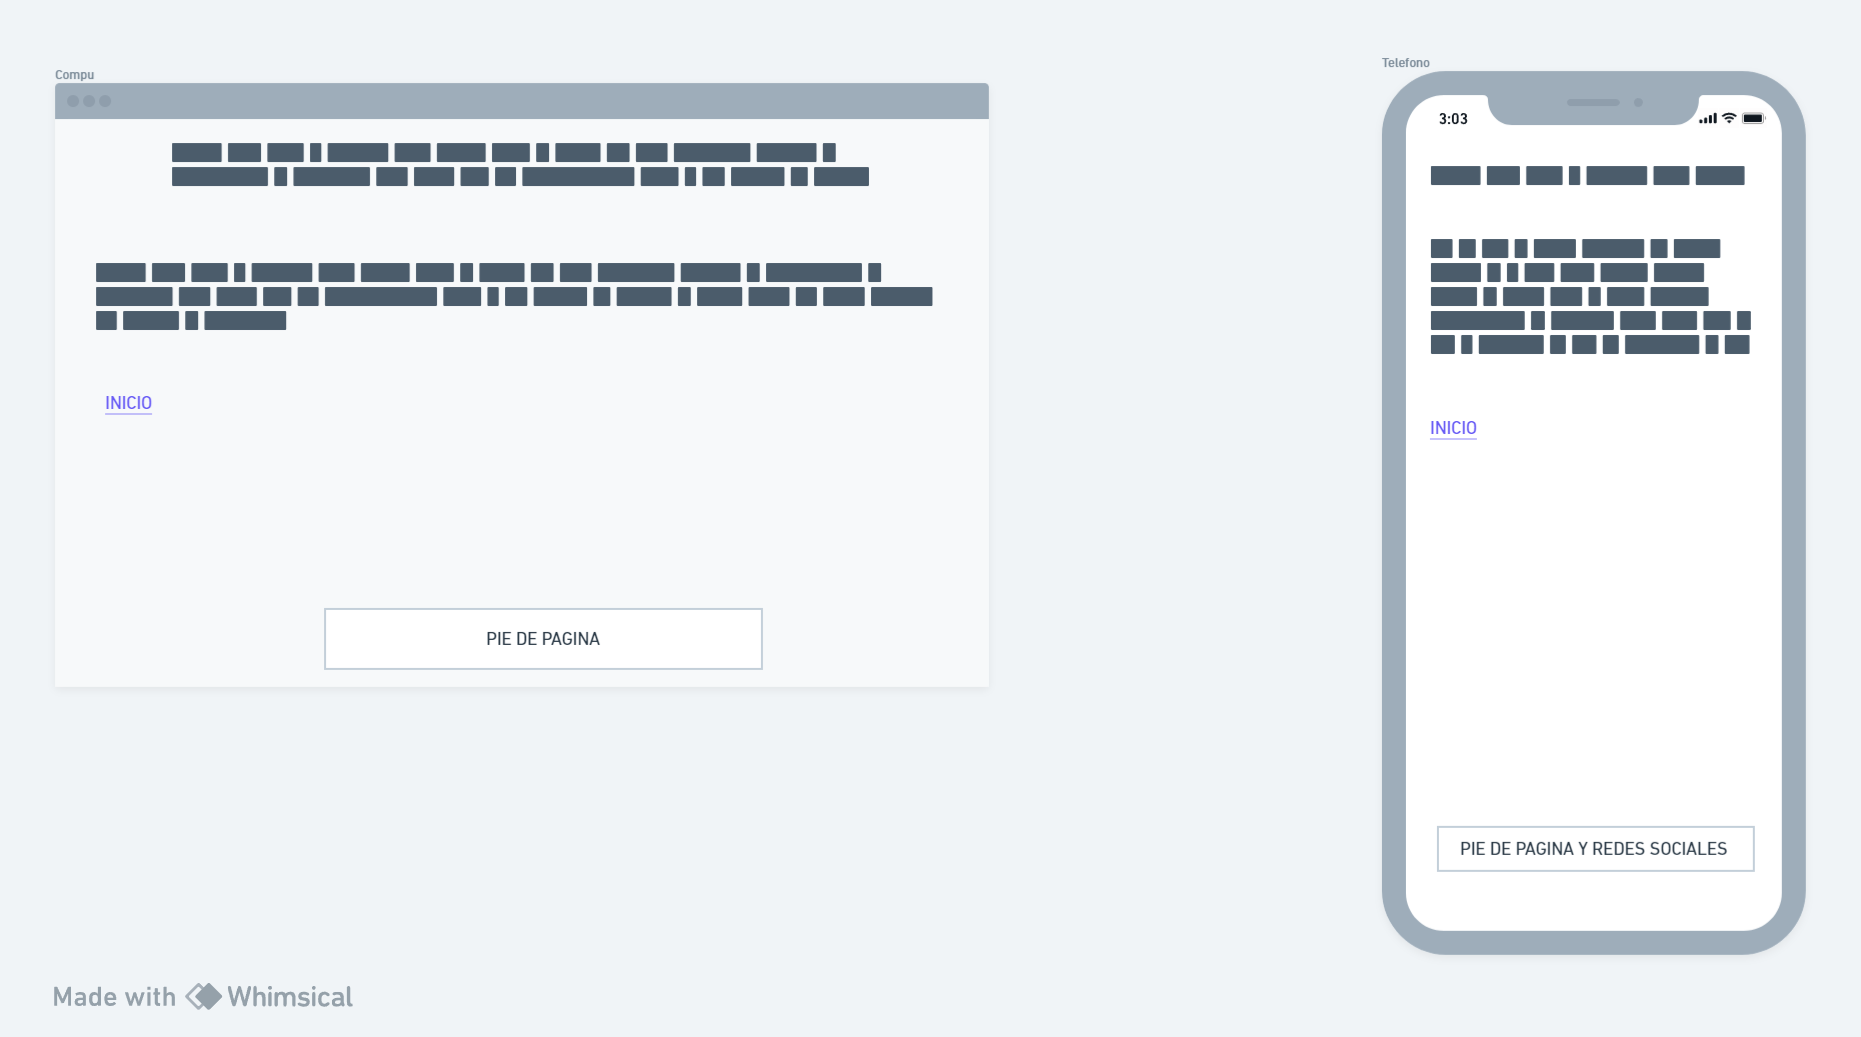 Compu
INICIO
PIE DE PAGINA
Telefono
3:03
INICIO
PIE DE PAGINA Y REDES SOCIALES
Made with Whimsical